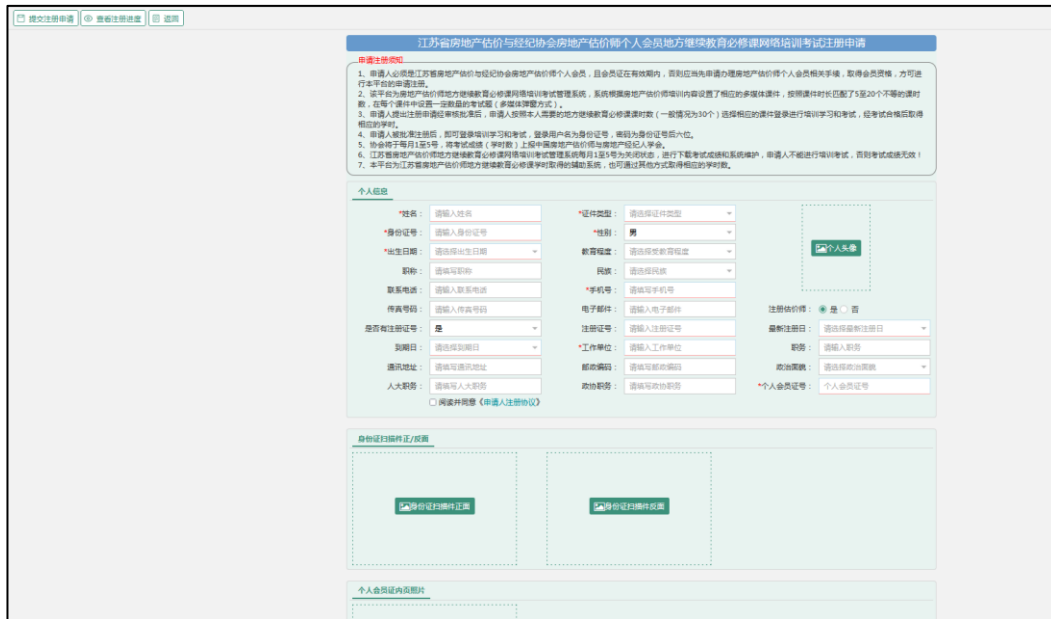 提交注册申请 查看注册进度 返回
江苏省房地产估价与经纪协会房地产估价师个人会员地方继续教育必修课网络培训考试注册申请
申请注册须知
1、申请人必须是江苏省房地产估价与经纪协会房地产估价师个人会员，且会员证在有效期内，否则应当先申请办理房地产估价师个人会员相关手续，取得会员资格，方可进
行本平台的申请注册。
2、该平台为房地产估价师地方继续教育必修课网络培训考试管理系统，系统根据房地产估价师培训内容设置了相应的多媒体课件，按照课件时长匹配了5至20个不等的课时
数，在每个课件中设置一定数量的考试题（多媒体弹窗方式）。
3、申请人提出注册申请经审核批准后，申请人按照本人需要的地方继续教育必修课课时数（一般情况为30个）选择相应的课件登录进行培训学习和考试，经考试合格后取得
相应的学时。
4、申请人被批准注册后，即可登录培训学习和考试，登录用户名为身份证号，密码为身份证号后六位。
5、协会将于每月1至5号，将考试成绩（学时数）上报中国房地产估价师与房地产经纪人学会。
6、江苏省房地产估价师地方继续教育必修课网络培训考试管理系统每月1至5号为关闭状态，进行下载考试成绩和系统维护，申请人不能进行培训考试，否则考试成绩无效！
7、本平台为江苏省房地产估价师地方继续教育必修课学时取得的辅助系统，也可通过其他方式取得相应的学时数。
个人信息
*姓名： 请输入姓名 *证件类型： 请选择证件类型
*身份证号： 请输入身份证号 *性别： 男
个人头像
*出生日期： 请选择出生日期 教育程度： 请选择受教育程度
职称： 请填写职称 民族： 请选择民族
联系电话： 请输入联系电话 *手机号： 请填写手机号
传真号码： 请输入传真号码 电子邮件： 请输入电子邮件 注册估价师： 是 否
是否有注册证号： 是 注册证号： 请输入注册证号 最新注册日： 请选择最新注册日
到期日： 请选择到期日 *工作单位： 请输入工作单位 职务： 请输入职务
通讯地址： 请填写通讯地址 邮政编码： 请填写邮政编码 政治面貌： 请选择政治面貌
人大职务： 请填写人大职务 政协职务： 请填写政协职务 *个人会员证号： 个人会员证号
阅读并同意《申请人注册协议》
身份证扫描件正/反面
身份证扫描件正面 身份证扫描件反面
个人会员证内页照片